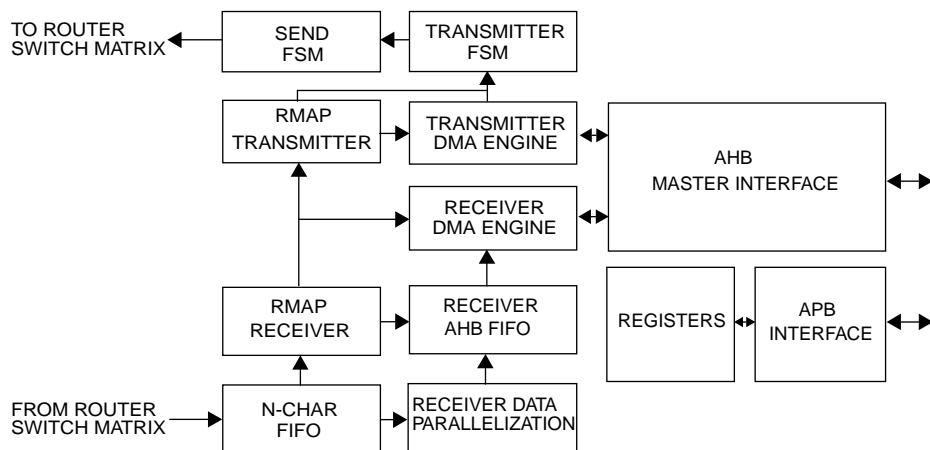 TO ROUTER
SWITCH MATRIX
SEND
FSM
TRANSMITTER
FSM
RMAP
TRANSMITTER
TRANSMITTER
DMA ENGINE
AHB
MASTER INTERFACE
RECEIVER
DMA ENGINE
RMAP
RECEIVER
RECEIVER
AHB FIFO
REGISTERS
APB
INTERFACE
FROM ROUTER
SWITCH MATRIX
N-CHAR
FIFO
RECEIVER DATA
PARALLELIZATION